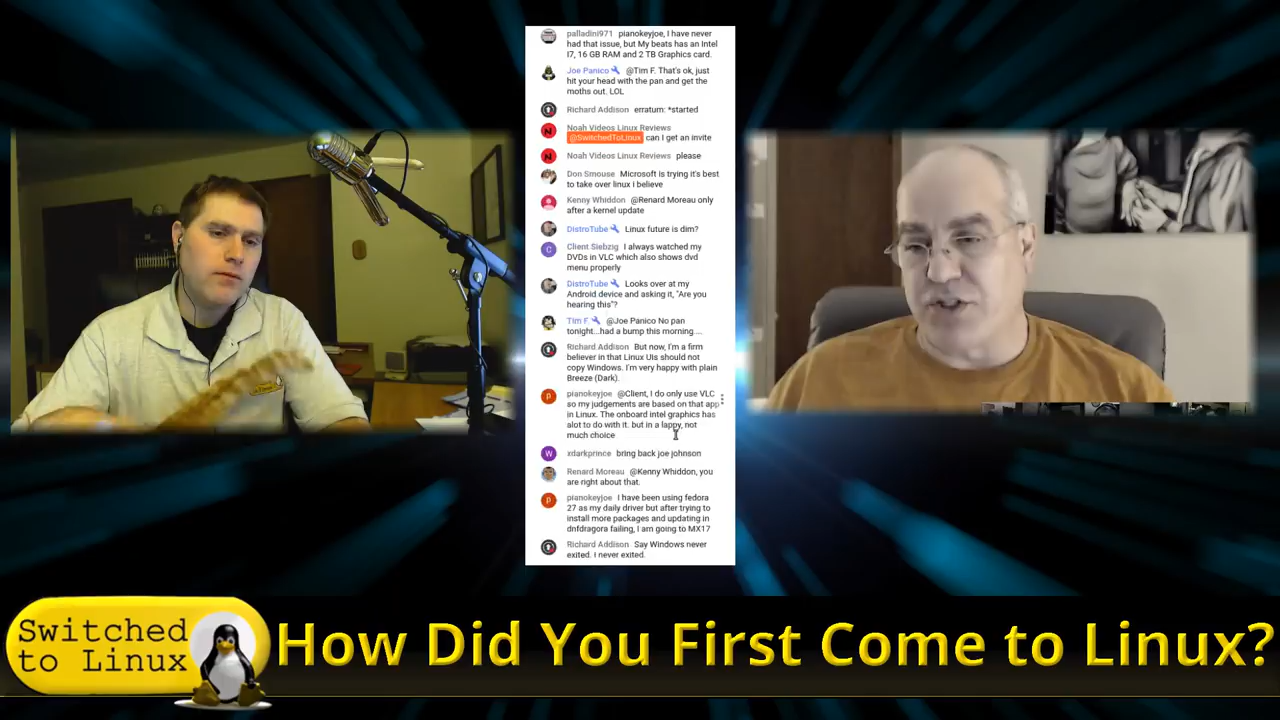 palladini971 pianokeyjoe, I have never
had that issue, but My beats has an Intel
I7, 16 GB RAM and 2 TB Graphics card.
Joe Panico @Tim F. That's ok, just
hit your head with the pan and get the
moths out. LOL
Richard Addison erratum: *started
Noah Videos Linux Reviews
@SwitchedToLinux can I get an invite
Noah Videos Linux Reviews please
Don Smouse Microsoft is trying it's best
to take over linux i believe
Kenny Whiddon @Renard Moreau only
after a kernel update
DistroTube Linux future is dim?
Client Siebzig I always watched my
DVDs in VLC which also shows dvd
menu properly
DistroTube Looks over at my
Android device and asking it, "Are you
hearing this"?
Tim F. @Joe Panico No pan
tonight...had a bump this morning....
Richard Addison But now, I'm a firm
believer in that Linux UIs should not
copy Windows. I'm very happy with plain
Breeze (Dark).
pianokeyjoe @Client, I do only use VLC
so my judgements are based on that app
in Linux. The onboard intel graphics has
alot to do with it. but in a lappy, not
much choice
xdarkprince bring back joe johnson
Renard Moreau @Kenny Whiddon, you
are right about that.
pianokeyjoe I have been using fedora
27 as my daily driver but after trying to
install more packages and updating in
dnfdragora failing, I am going to MX17
Richard Addison Say Windows never
exited. I never exited.
Switched
to Linux
How Did You First Come to Linux?